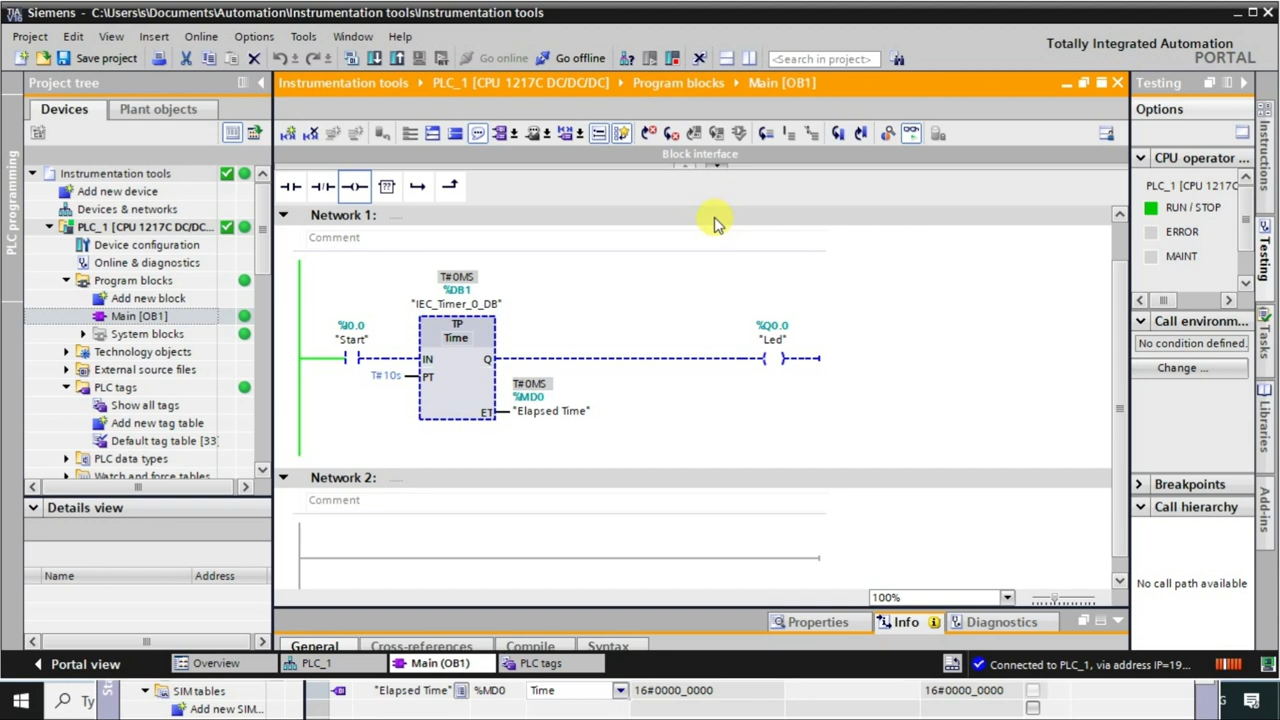 Siemens - C:\Users\s\Documents\Automation\Instrumentation tools\Instrumentation tools
Project Edit View Insert Online Options Tools Window Help
Totally Integrated Automation
PORTAL
Save project Go online Go offline <Search in project>
Project tree
Instrumentation tools PLC_1 [CPU 1217C DC/DC/DC] Program blocks Main [OB1]
Testing
Devices Plant objects
Options
PLC programming
Block interface
CPU operator ...
Instrumentation tools
Add new device
Devices & networks
PLC_1 [CPU 1217C DC/DC...
Device configuration
Online & diagnostics
Program blocks
Add new block
Main [OB1]
System blocks
Technology objects
External source files
PLC tags
Show all tags
Add new tag table
Default tag table [33]
PLC data types
Watch and force tables
Details view
Name Address
Network 1: .....
Comment
T#0MS
%DB1
"IEC_Timer_0_DB"
%I0.0
"Start"
TP
Time
IN Q
T#10s PT
ET
T#0MS
%MD0
"Elapsed Time"
%Q0.0
"Led"
Network 2: .....
Comment
100%
Properties Info Diagnostics
General Cross-references Compile Syntax
PLC_1 [CPU 1217C
RUN / STOP
ERROR
MAINT
Call environm...
No condition defined.
Change ...
Breakpoints
Call hierarchy
No call path available
Instructions
Testing
Tasks
Libraries
Add-ins
Portal view Overview PLC_1 Main (OB1) PLC tags Connected to PLC_1, via address IP=19...
Ty
SIM tables
Add new SIM...
"Elapsed Time" %MD0 Time 16#0000_0000 16#0000_0000